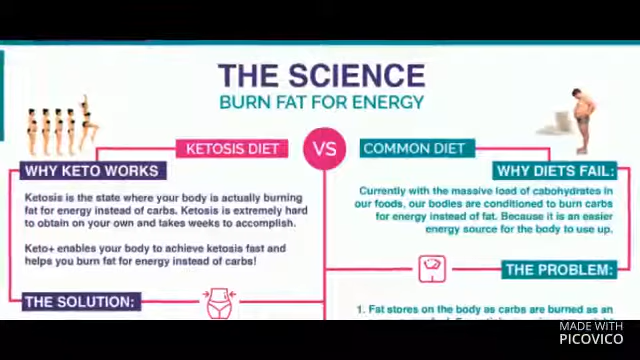 THE SCIENCE
BURN FAT FOR ENERGY
KETOSIS DIET
VS
COMMON DIET
WHY KETO WORKS
Ketosis is the state where your body is actually burning
fat for energy instead of carbs. Ketosis is extremely hard
to obtain on your own and takes weeks to accomplish.
Keto+ enables your body to achieve ketosis fast and
helps you burn fat for energy instead of carbs!
THE SOLUTION:
WHY DIETS FAIL:
Currently with the massive load of cabohydrates in
our foods, our bodies are conditioned to burn carbs
for energy instead of fat. Because it is an easier
energy source for the body to use up.
THE PROBLEM:
1. Fat stores on the body as carbs are burned as an
MADE WITH
PICOVICO